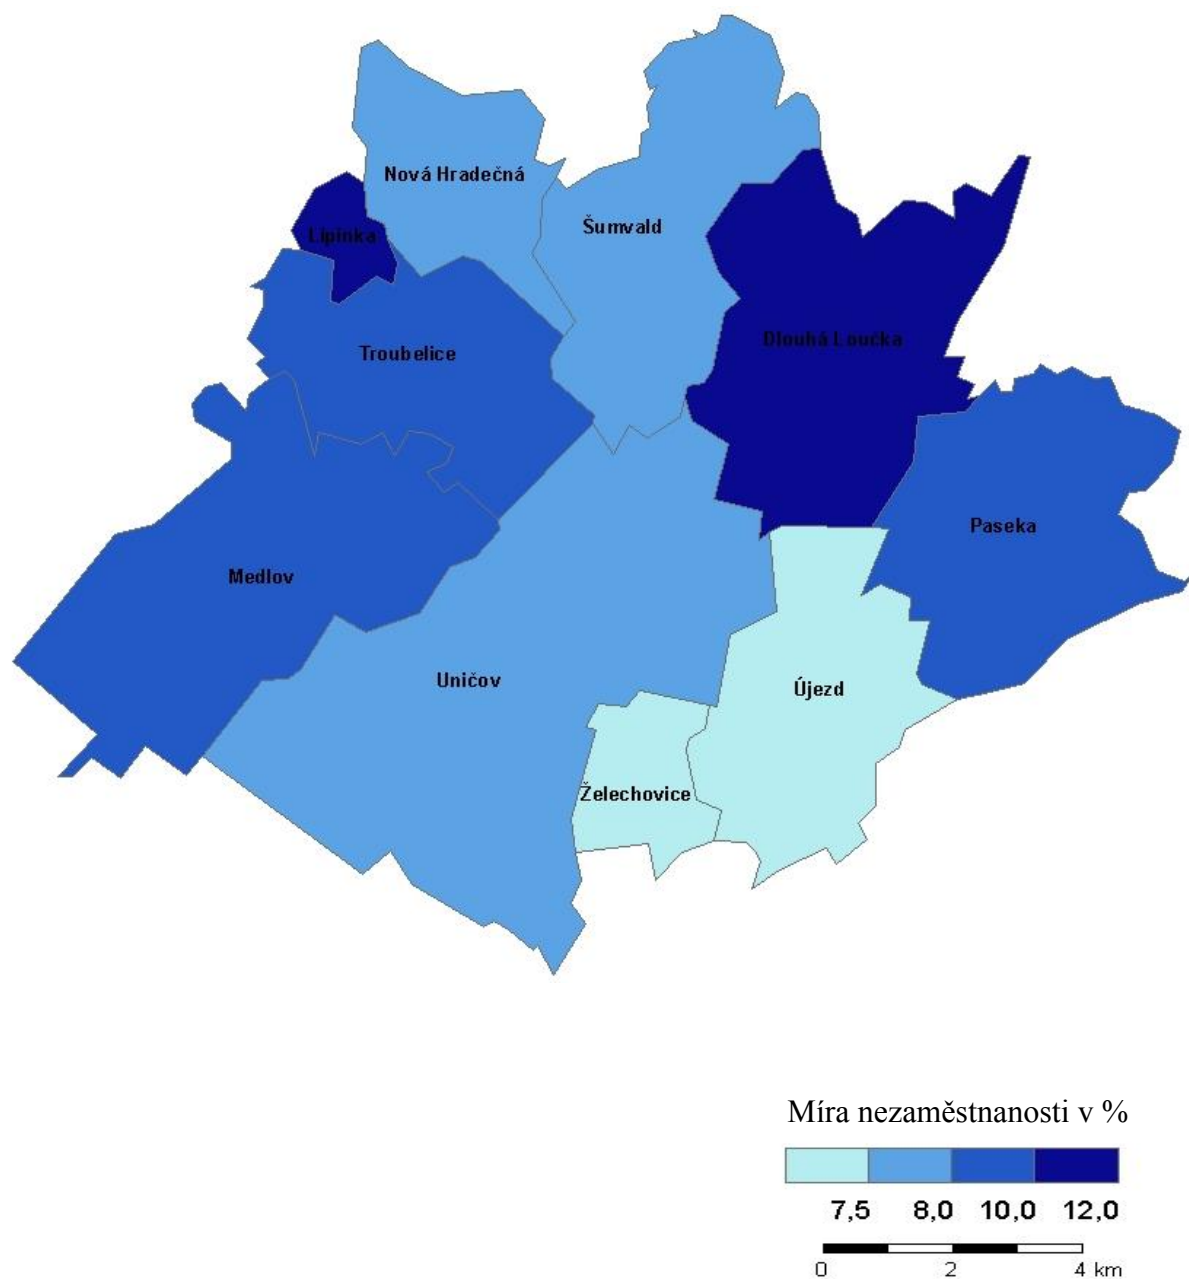 Nová Hradečná
Šumvald
Lipinka
Dlouhá Loučka
Troubelice
Paseka
Medlov
Uničov
Újezd
Želechovice
Míra nezaměstnanosti v %
7,5 8,0 10,0 12,0
0 2 4 km